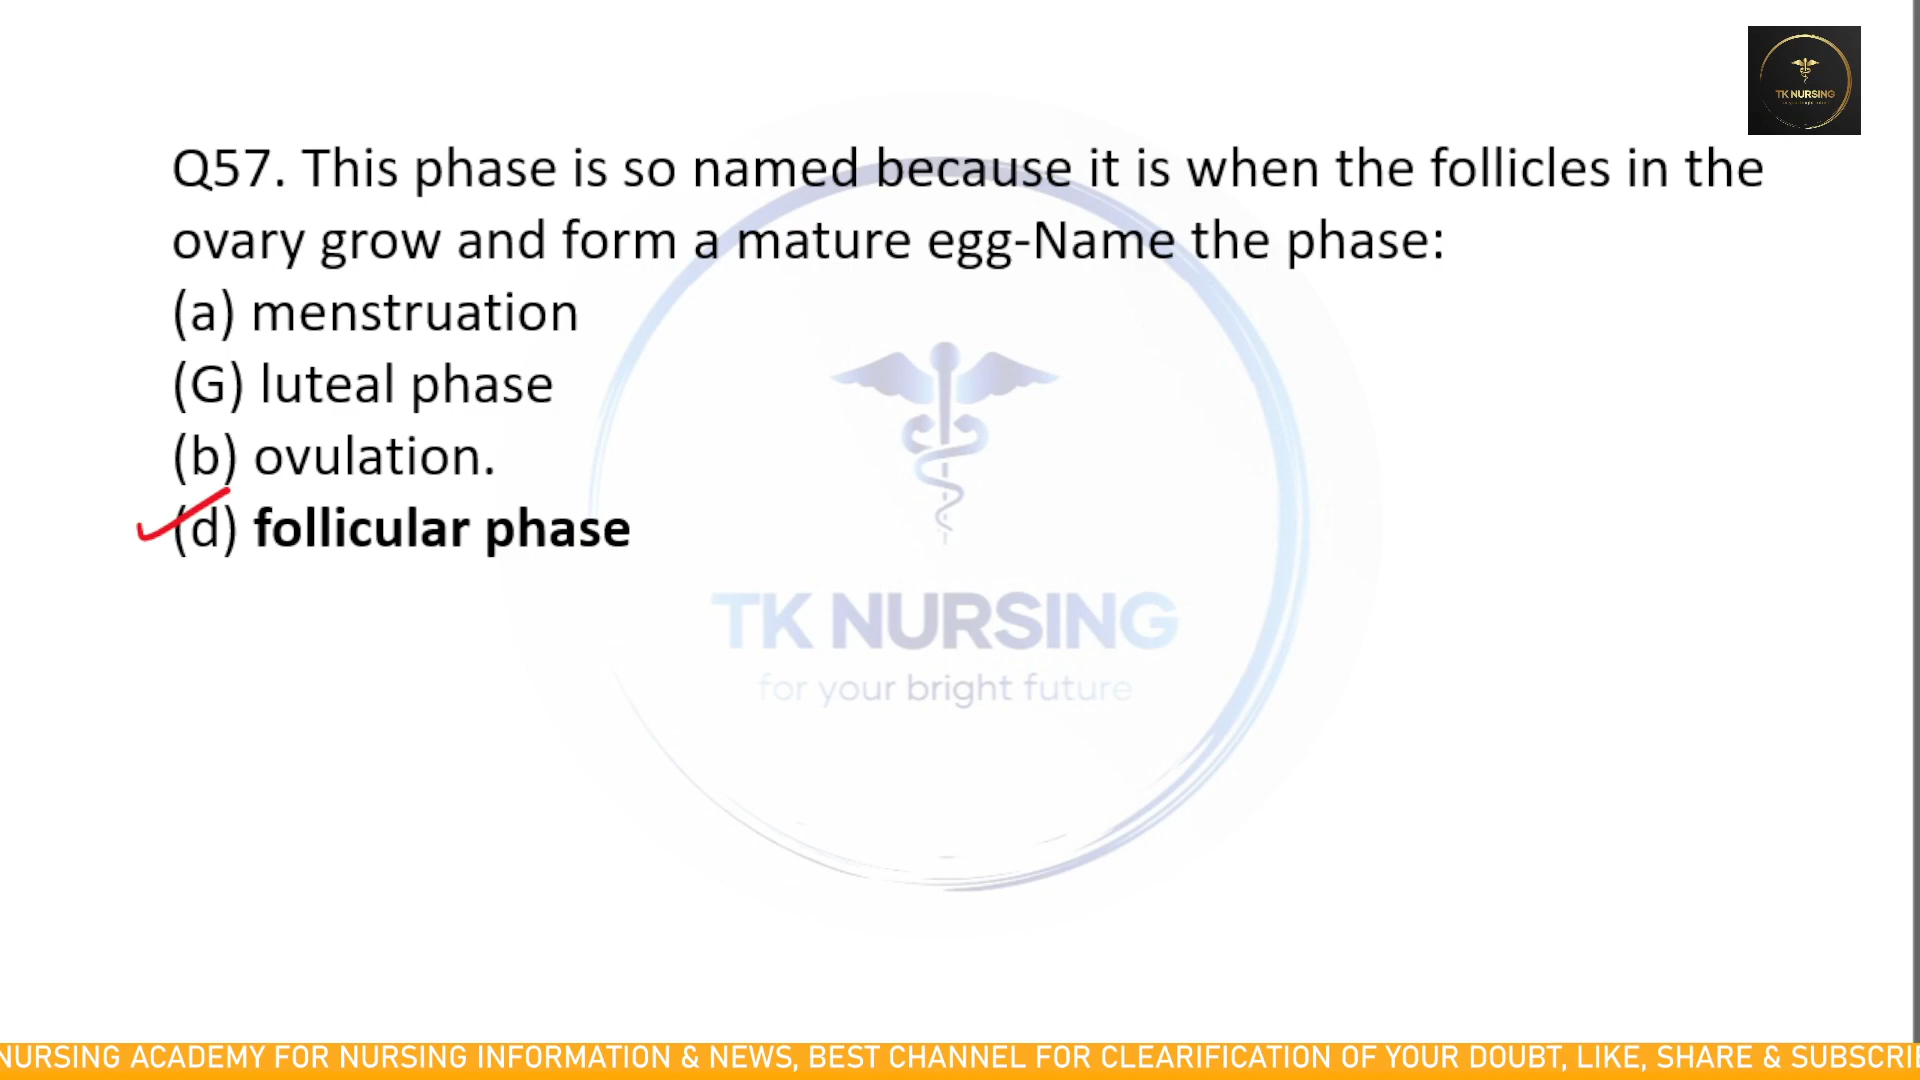 TK NURSING
Q57. This phase is so named because it is when the follicles in the
ovary grow and form a mature egg-Name the phase:
(a) menstruation
(G) luteal phase
(b) ovulation.
(d) follicular phase
TK NURSING
for your bright future
NURSING ACADEMY FOR NURSING INFORMATION & NEWS, BEST CHANNEL FOR CLEARIFICATION OF YOUR DOUBT, LIKE, SHARE & SUBSCRI